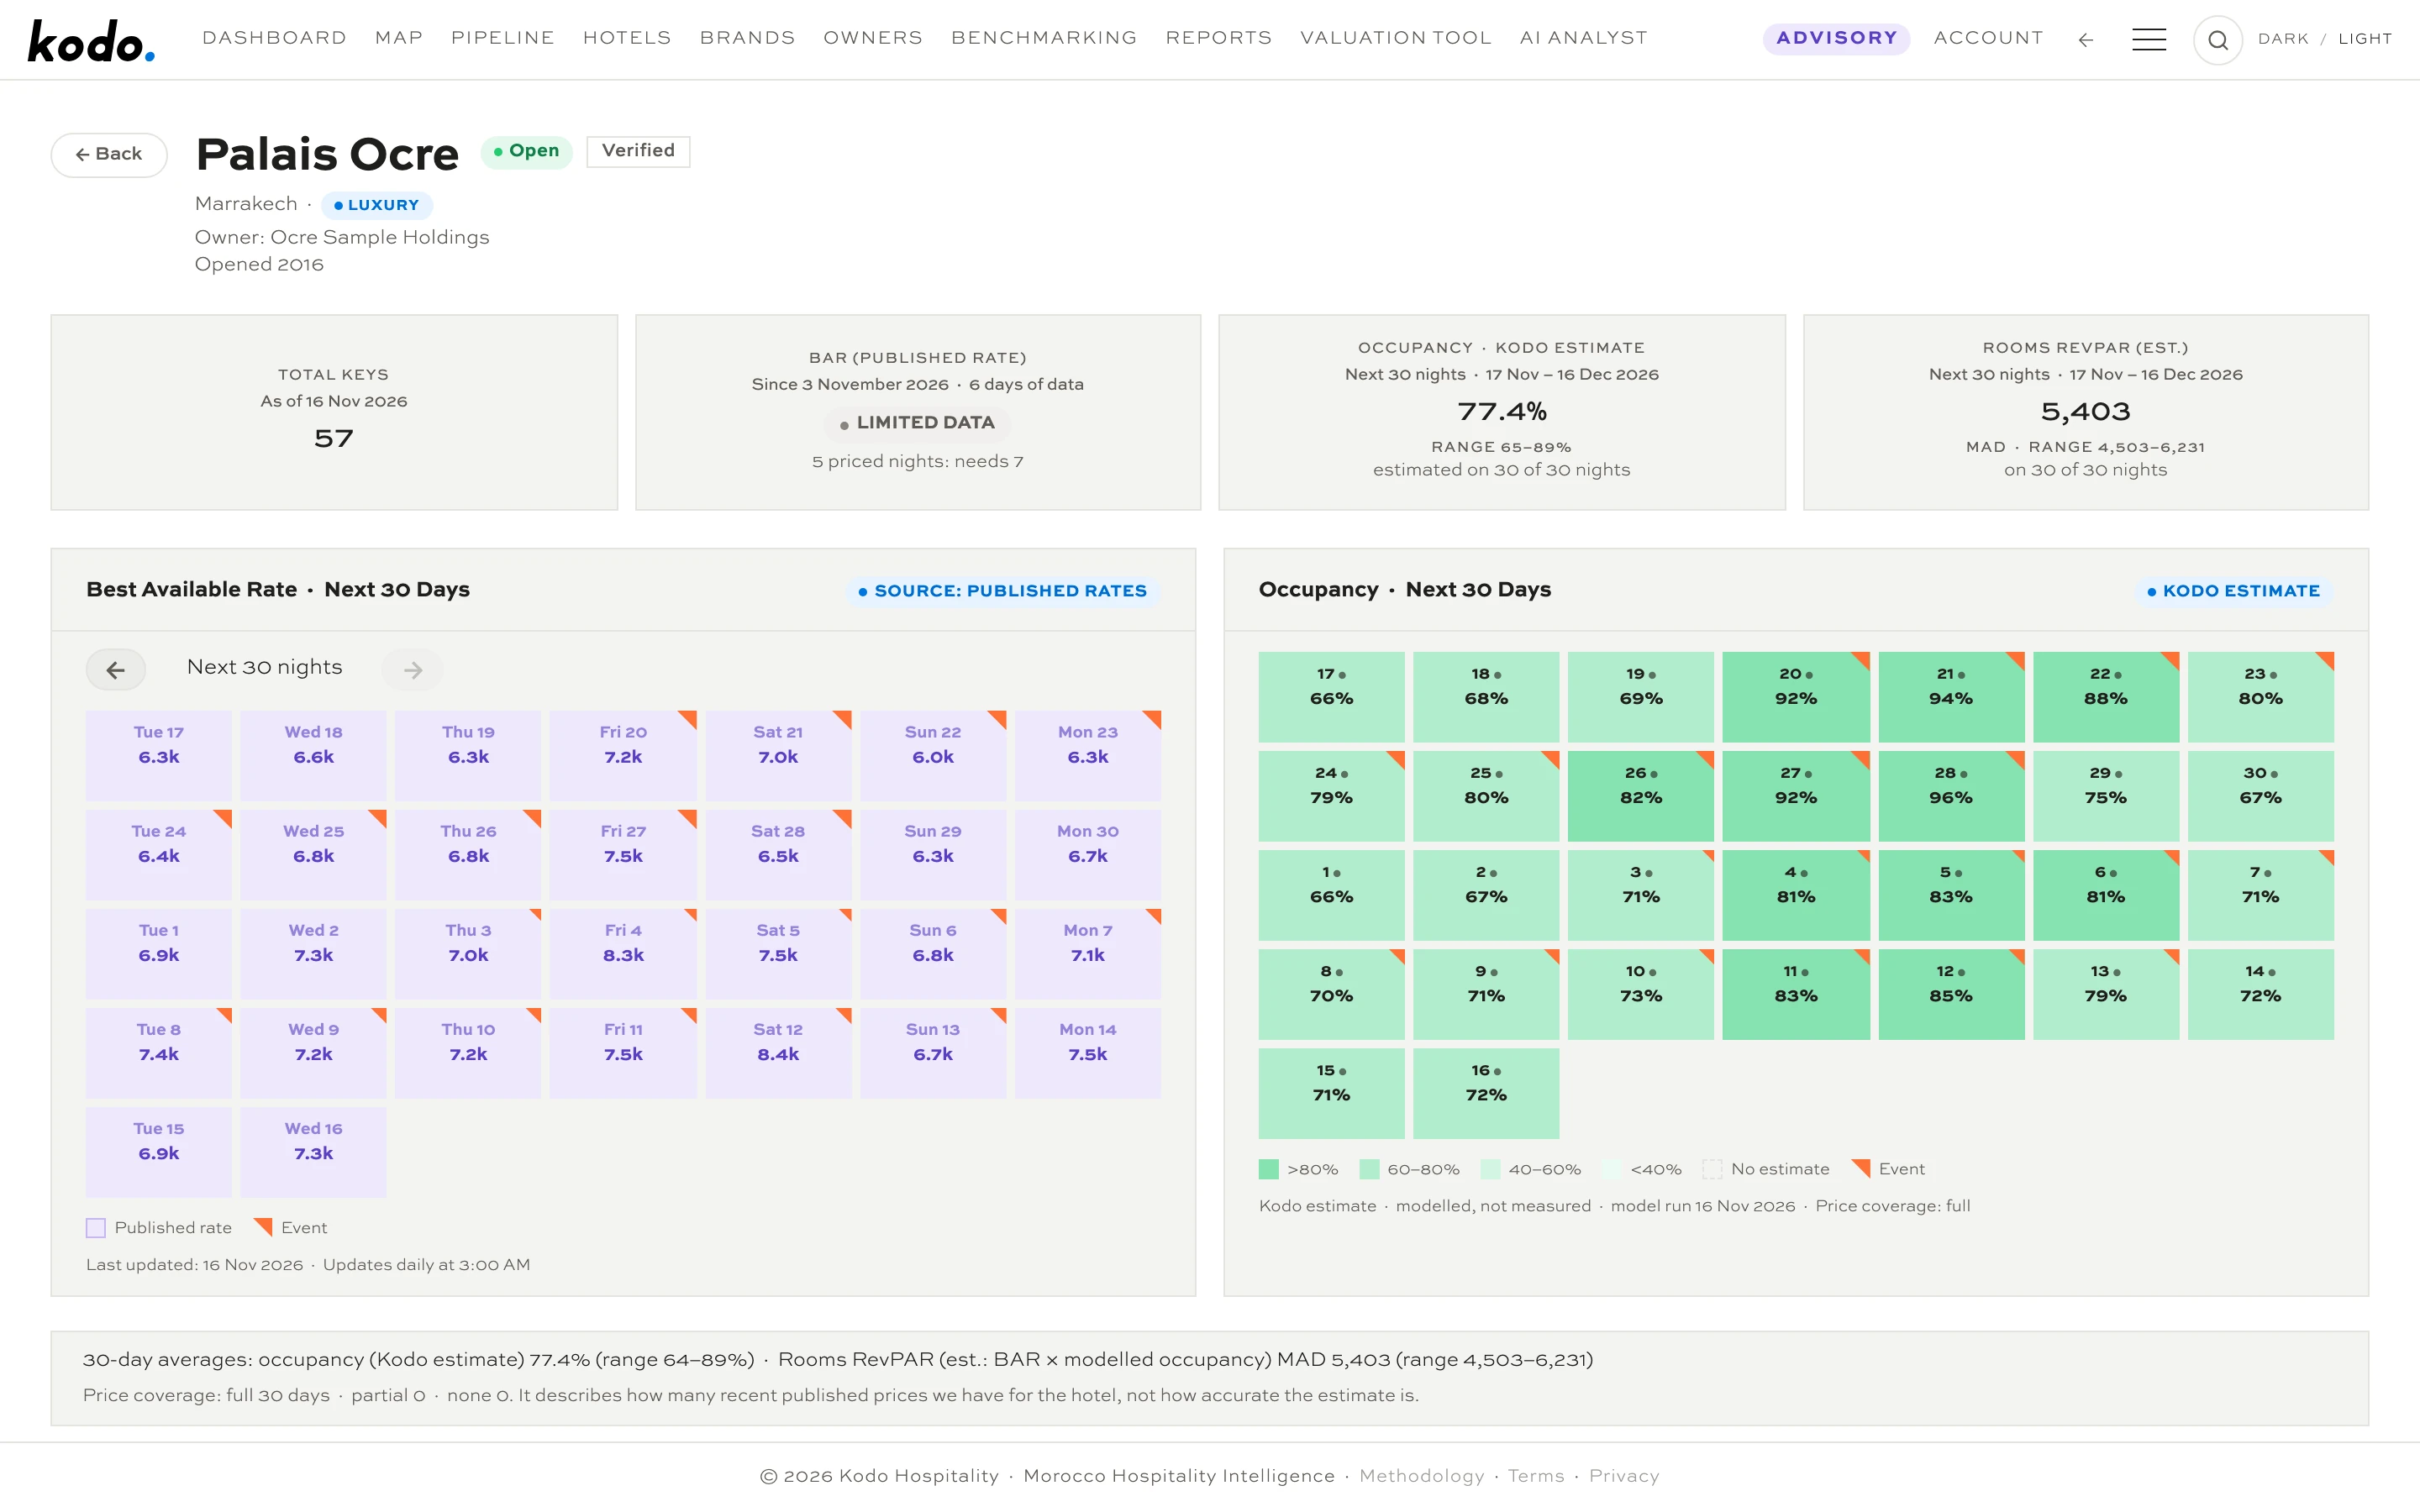 kodo.
DASHBOARD MAP PIPELINE HOTELS BRANDS OWNERS BENCHMARKING REPORTS VALUATION TOOL AI ANALYST ADVISORY ACCOUNT ← DARK / LIGHT
← Back
Palais Ocre
Open
Verified
Marrakech · LUXURY
Owner: Ocre Sample Holdings
Opened 2016
TOTAL KEYS
As of 16 Nov 2026
57
BAR (PUBLISHED RATE)
Since 3 November 2026 · 6 days of data
LIMITED DATA
5 priced nights: needs 7
OCCUPANCY · KODO ESTIMATE
Next 30 nights · 17 Nov – 16 Dec 2026
77.4%
RANGE 65–89%
estimated on 30 of 30 nights
ROOMS REVPAR (EST.)
Next 30 nights · 17 Nov – 16 Dec 2026
5,403
MAD · RANGE 4,503–6,231
on 30 of 30 nights
Best Available Rate · Next 30 Days
SOURCE: PUBLISHED RATES
← Next 30 nights →
Tue 17 Wed 18 Thu 19 Fri 20 Sat 21 Sun 22 Mon 23
6.3k 6.6k 6.3k 7.2k 7.0k 6.0k 6.3k
Tue 24 Wed 25 Thu 26 Fri 27 Sat 28 Sun 29 Mon 30
6.4k 6.8k 6.8k 7.5k 6.5k 6.3k 6.7k
Tue 1 Wed 2 Thu 3 Fri 4 Sat 5 Sun 6 Mon 7
6.9k 7.3k 7.0k 8.3k 7.5k 6.8k 7.1k
Tue 8 Wed 9 Thu 10 Fri 11 Sat 12 Sun 13 Mon 14
7.4k 7.2k 7.2k 7.5k 8.4k 6.7k 7.5k
Tue 15 Wed 16
6.9k 7.3k
Published rate Event
Last updated: 16 Nov 2026 · Updates daily at 3:00 AM
Occupancy · Next 30 Days
KODO ESTIMATE
17 18 19 20 21 22 23
66% 68% 69% 92% 94% 88% 80%
24 25 26 27 28 29 30
79% 80% 82% 92% 96% 75% 67%
1 2 3 4 5 6 7
66% 67% 71% 81% 83% 81% 71%
8 9 10 11 12 13 14
70% 71% 73% 83% 85% 79% 72%
15 16
71% 72%
>80% 60–80% 40–60% <40% No estimate Event
Kodo estimate · modelled, not measured · model run 16 Nov 2026 · Price coverage: full
30-day averages: occupancy (Kodo estimate) 77.4% (range 64–89%) · Rooms RevPAR (est.: BAR × modelled occupancy) MAD 5,403 (range 4,503–6,231)
Price coverage: full 30 days · partial 0 · none 0. It describes how many recent published prices we have for the hotel, not how accurate the estimate is.
© 2026 Kodo Hospitality · Morocco Hospitality Intelligence · Methodology · Terms · Privacy